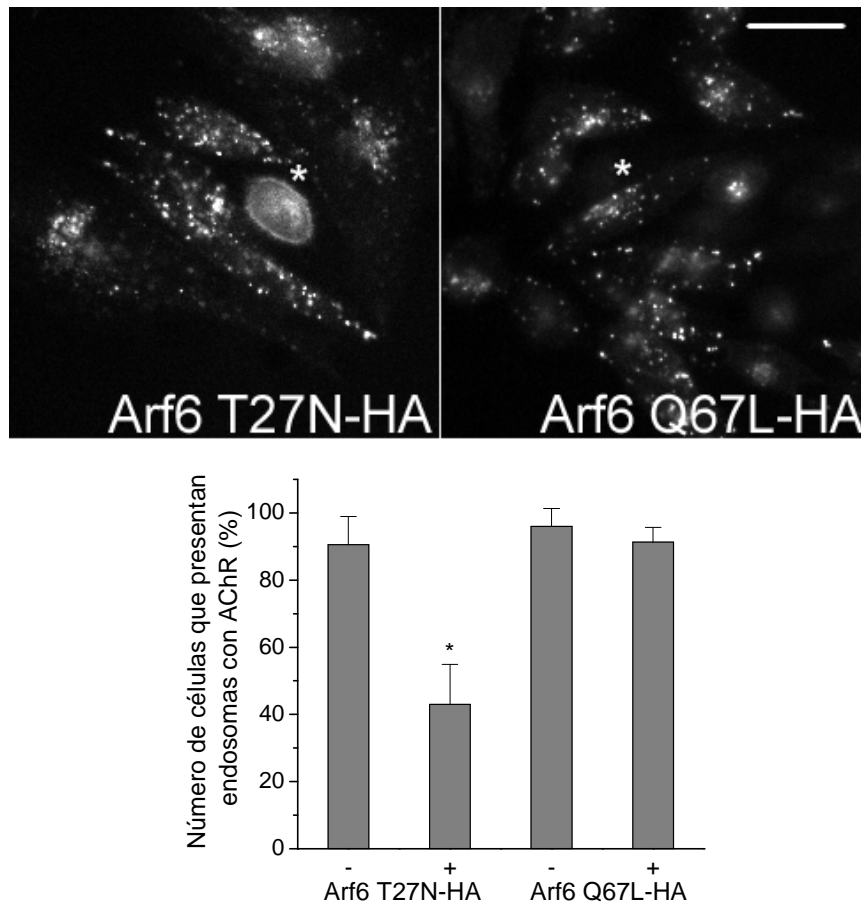 *
*
Arf6 T27N-HA
Arf6 Q67L-HA
Número de células que presentan
endosomas con AChR (%)
100
80
60
40
20
0
*
- + - +
Arf6 T27N-HA Arf6 Q67L-HA